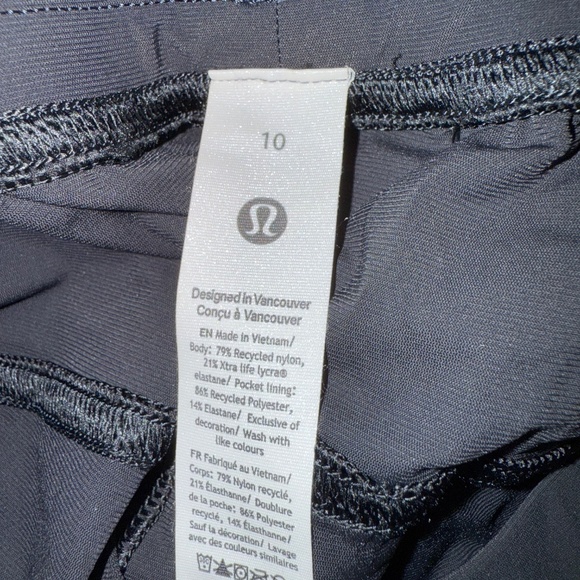 10
Designed in Vancouver
Conçu à Vancouver
EN Made in Vietnam/
Body: 79% Recycled nylon,
21% Xtra life lycra®
elastane/ Pocket lining:
86% Recycled Polyester,
14% Elastane/ Exclusive of
decoration/ Wash with
like colours
FR Fabriqué au Vietnam/
Corps: 79% Nylon recyclé,
21% Élasthanne/ Doublure
de la poche: 86% Polyester
recyclé, 14% Élasthanne/
Sauf la décoration/ Lavage
avec des couleurs similaires